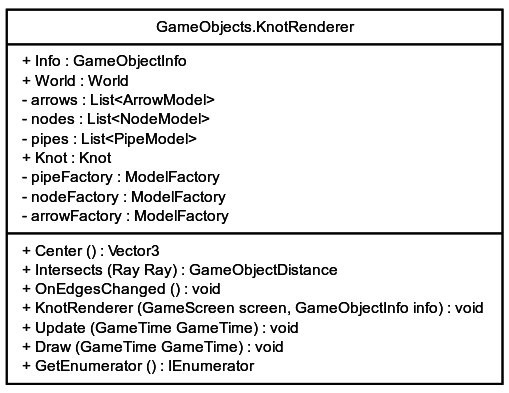 GameObjects.KnotRenderer
+ Info : GameObjectInfo
+ World : World
- arrows : List<ArrowModel>
- nodes : List<NodeModel>
- pipes : List<PipeModel>
+ Knot : Knot
- pipeFactory : ModelFactory
- nodeFactory : ModelFactory
- arrowFactory : ModelFactory
+ Center () : Vector3
+ Intersects (Ray Ray) : GameObjectDistance
+ OnEdgesChanged () : void
+ KnotRenderer (GameScreen screen, GameObjectInfo info) : void
+ Update (GameTime GameTime) : void
+ Draw (GameTime GameTime) : void
+ GetEnumerator () : IEnumerator